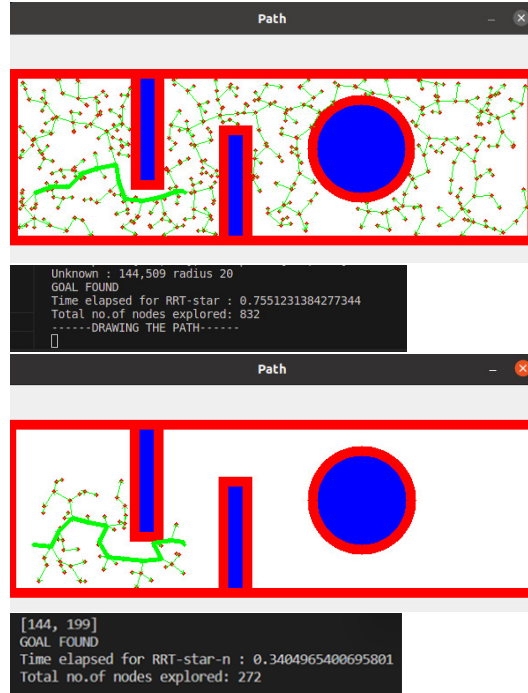 Path
Unknown : 144,509 radius 20
GOAL FOUND
Time elapsed for RRT-star : 0.7551231384277344
Total no.of nodes explored: 832
------DRAWING THE PATH------
Path
[144, 199]
GOAL FOUND
Time elapsed for RRT-star-n : 0.3404965400695801
Total no.of nodes explored: 272